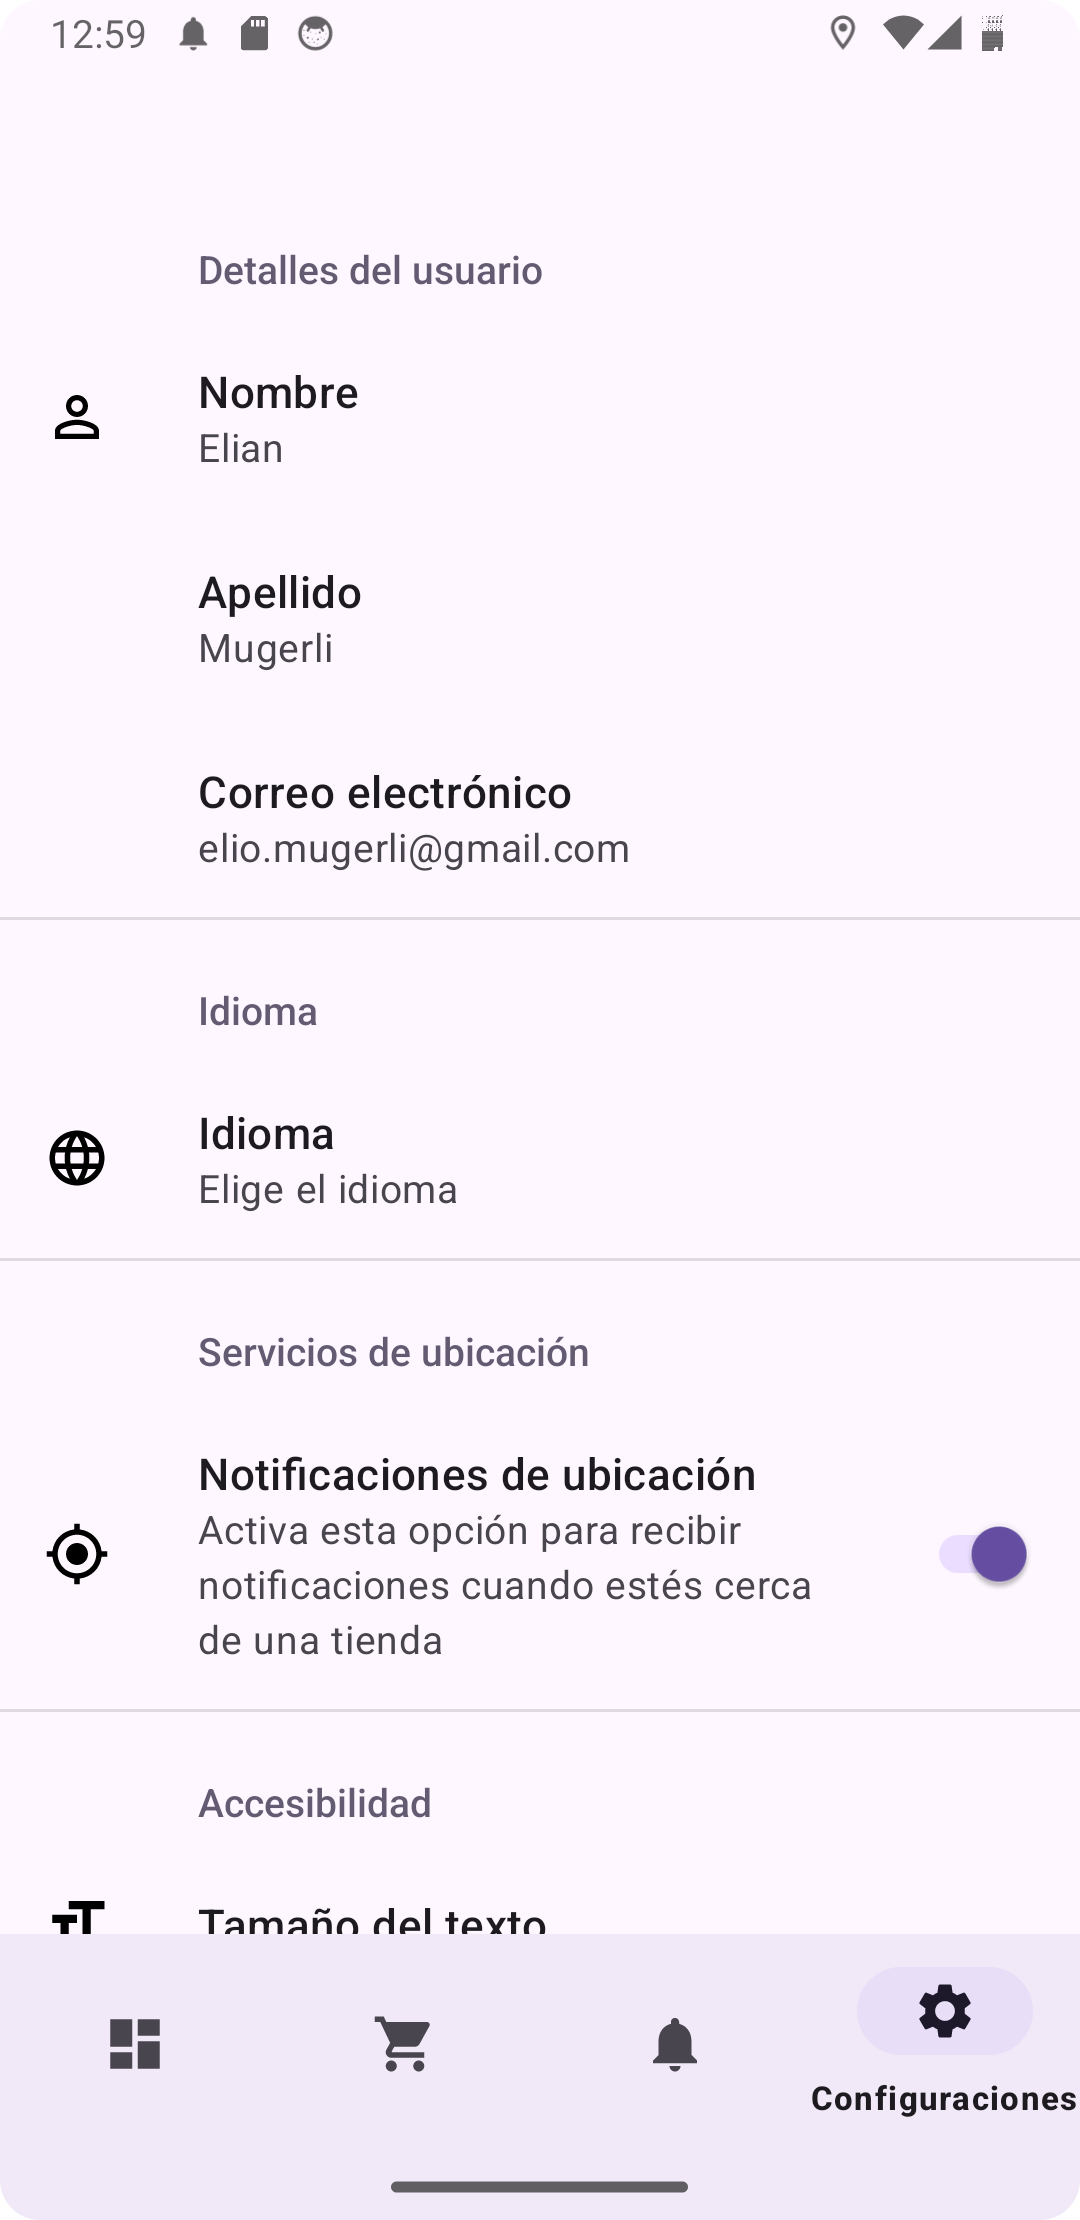 12:59
Detalles del usuario
Nombre
Elian
Apellido
Mugerli
Correo electrónico
elio.mugerli@gmail.com
Idioma
Idioma
Elige el idioma
Servicios de ubicación
Notificaciones de ubicación
Activa esta opción para recibir
notificaciones cuando estés cerca
de una tienda
Accesibilidad
Tamaño del texto
Configuraciones